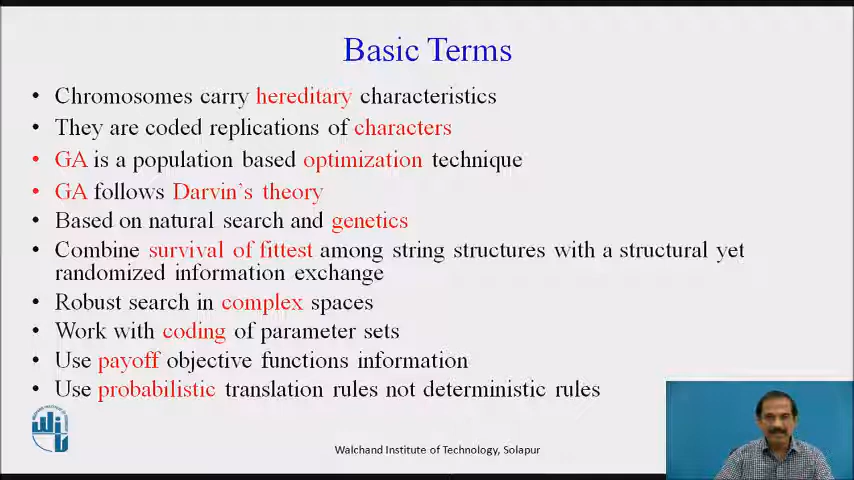 Basic Terms
• Chromosomes carry hereditary characteristics
• They are coded replications of characters
• GA is a population based optimization technique
• GA follows Darvin's theory
• Based on natural search and genetics
• Combine survival of fittest among string structures with a structural yet
randomized information exchange
• Robust search in complex spaces
• Work with coding of parameter sets
• Use payoff objective functions information
• Use probabilistic translation rules not deterministic rules
Walchand Institute of Technology, Solapur